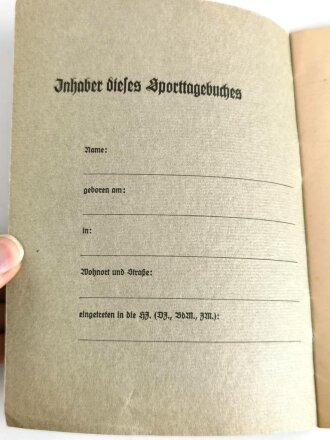 Inhaber dieses Sporttagebuches
Name:
geboren am:
in:
Wohnort und Straße:
eingetreten in die HJ. (DJ., BdM., JM.):